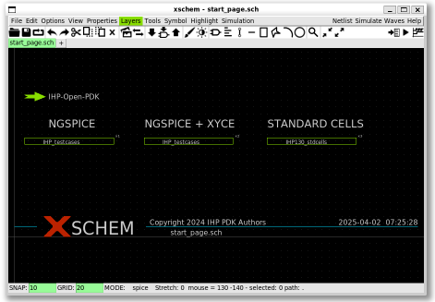 xschem - start_page.sch
File Edit Options View Properties Layers Tools Symbol Highlight Simulation Netlist Simulate Waves Help
start_page.sch +
IHP-Open-PDK
NGSPICE NGSPICE + XYCE STANDARD CELLS
IHP_testcases IHP_testcases IHP130_stdcells
XSCHEM
Copyright 2024 IHP PDK Authors 2025-04-02 07:25:28
start_page.sch
SNAP: 10 GRID: 20 MODE: spice Stretch: 0 mouse = 130 -140 - selected: 0 path: .